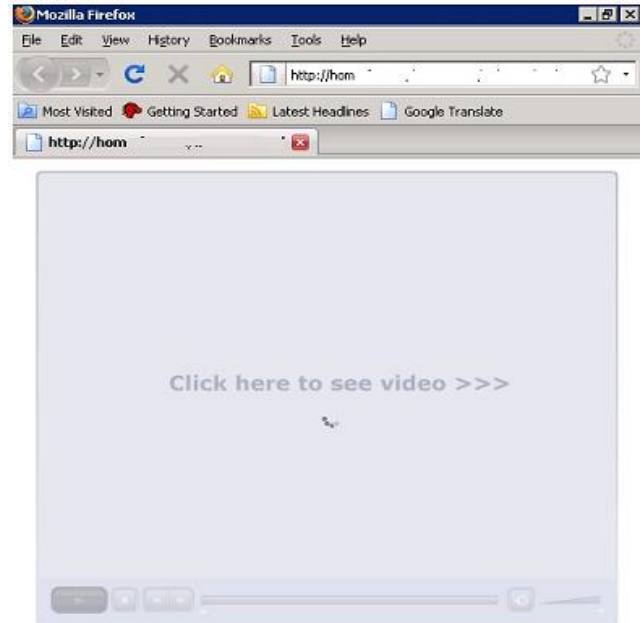 Mozilla Firefox
File Edit View History Bookmarks Tools Help
http://hom
Most Visited Getting Started Latest Headlines Google Translate
http://hom
Click here to see video >>>